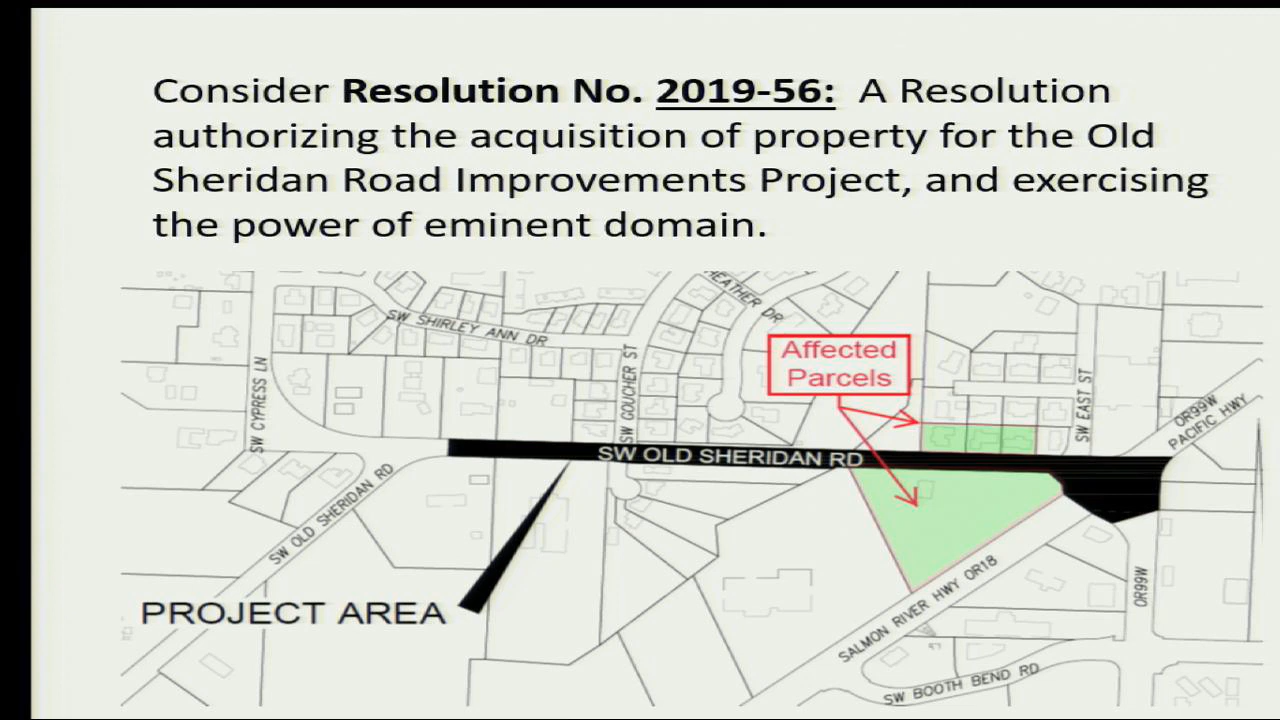 Consider Resolution No. 2019-56: A Resolution
authorizing the acquisition of property for the Old
Sheridan Road Improvements Project, and exercising
the power of eminent domain.
HEATHER DR
SW SHIRLEY ANN DR
Affected
Parcels
SW CYPRESS LN
SW GOUCHER ST
SW EAST ST
OR99W
PACIFIC HWY
SW OLD SHERIDAN RD
SW OLD SHERIDAN RD
PROJECT AREA
SALMON RIVER HWY OR18
OR99W
SW BOOTH BEND RD